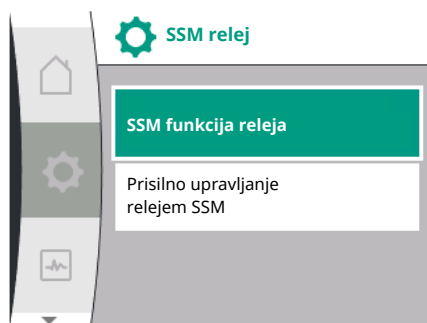 SSM relej
SSM funkcija releja
Prisilno upravljanje
relejem SSM